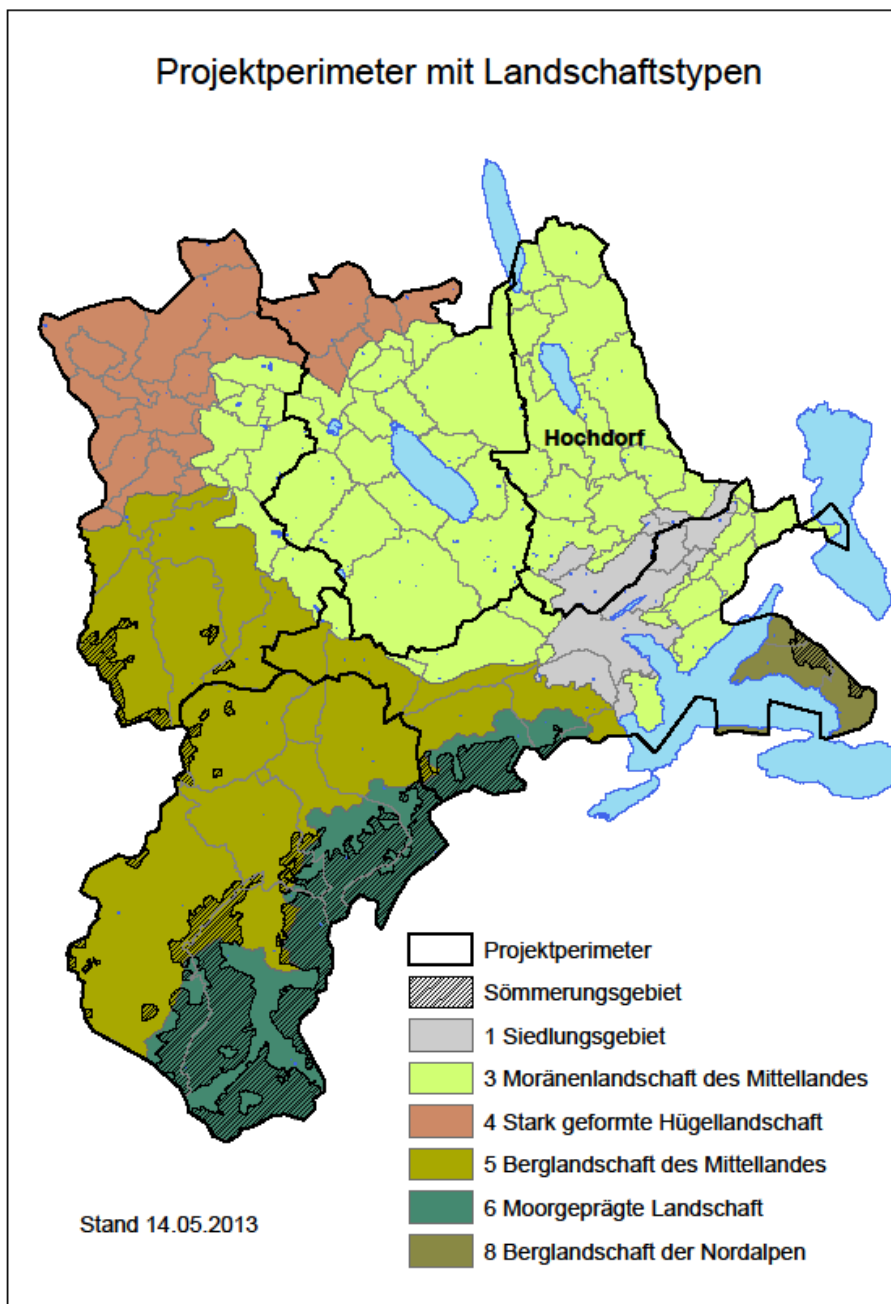 Projektperimeter mit Landschaftstypen
Hochdorf
Projektperimeter
Sömmerungsgebiet
1 Siedlungsgebiet
3 Moränenlandschaft des Mittellandes
4 Stark geformte Hügellandschaft
5 Berglandschaft des Mittellandes
6 Moorgeprägte Landschaft
8 Berglandschaft der Nordalpen
Stand 14.05.2013